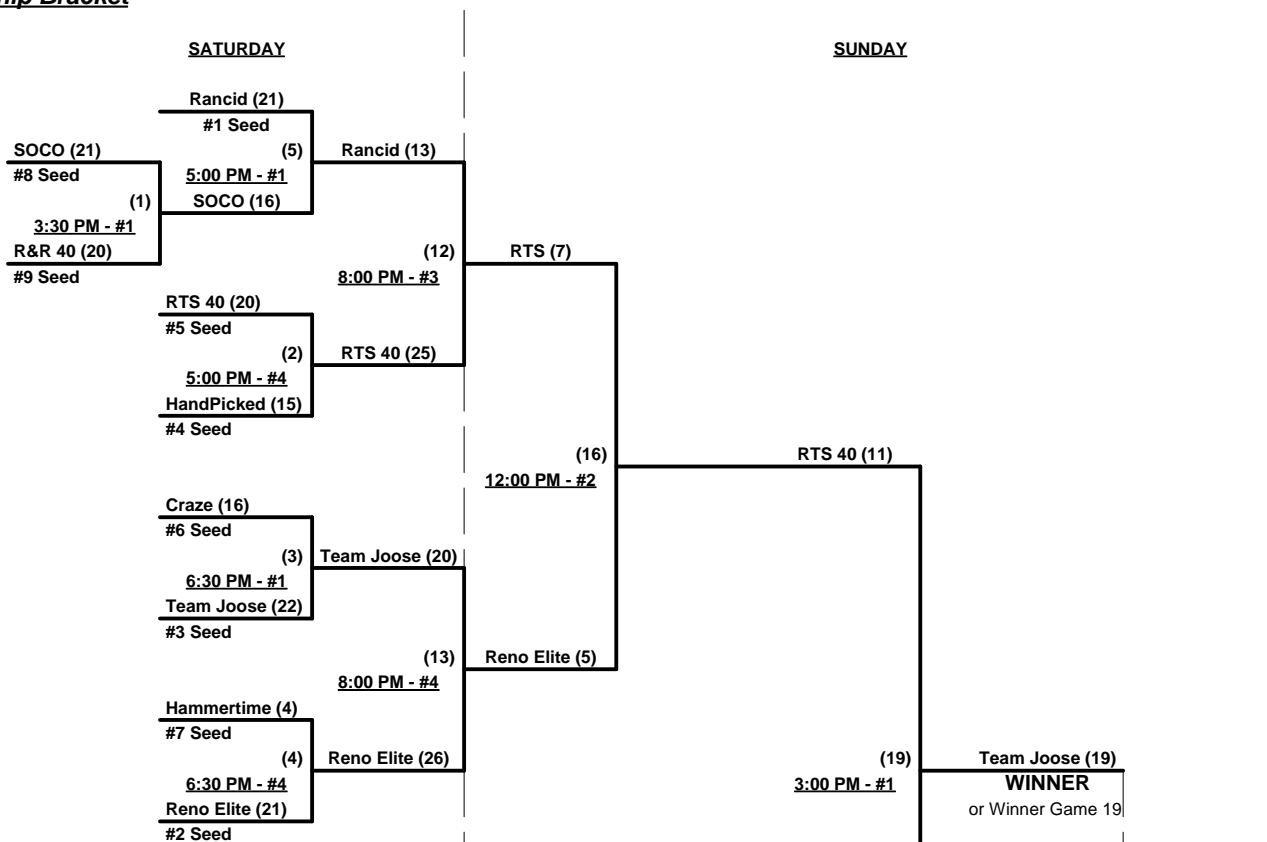 hip Bracket
SATURDAY
SUNDAY
Rancid (21)
#1 Seed
SOCO (21)
(5)
Rancid (13)
#8 Seed
5:00 PM - #1
(1)
SOCO (16)
3:30 PM - #1
R&R 40 (20)
(12)
RTS (7)
#9 Seed
8:00 PM - #3
RTS 40 (20)
#5 Seed
(2)
RTS 40 (25)
5:00 PM - #4
HandPicked (15)
#4 Seed
(16)
RTS 40 (11)
12:00 PM - #2
Craze (16)
#6 Seed
(3)
Team Joose (20)
6:30 PM - #1
Team Joose (22)
#3 Seed
(13)
Reno Elite (5)
8:00 PM - #4
Hammertime (4)
#7 Seed
(4)
Reno Elite (26)
(19)
Team Joose (19)
6:30 PM - #4
3:00 PM - #1
WINNER
Reno Elite (21)
or Winner Game 19
#2 Seed